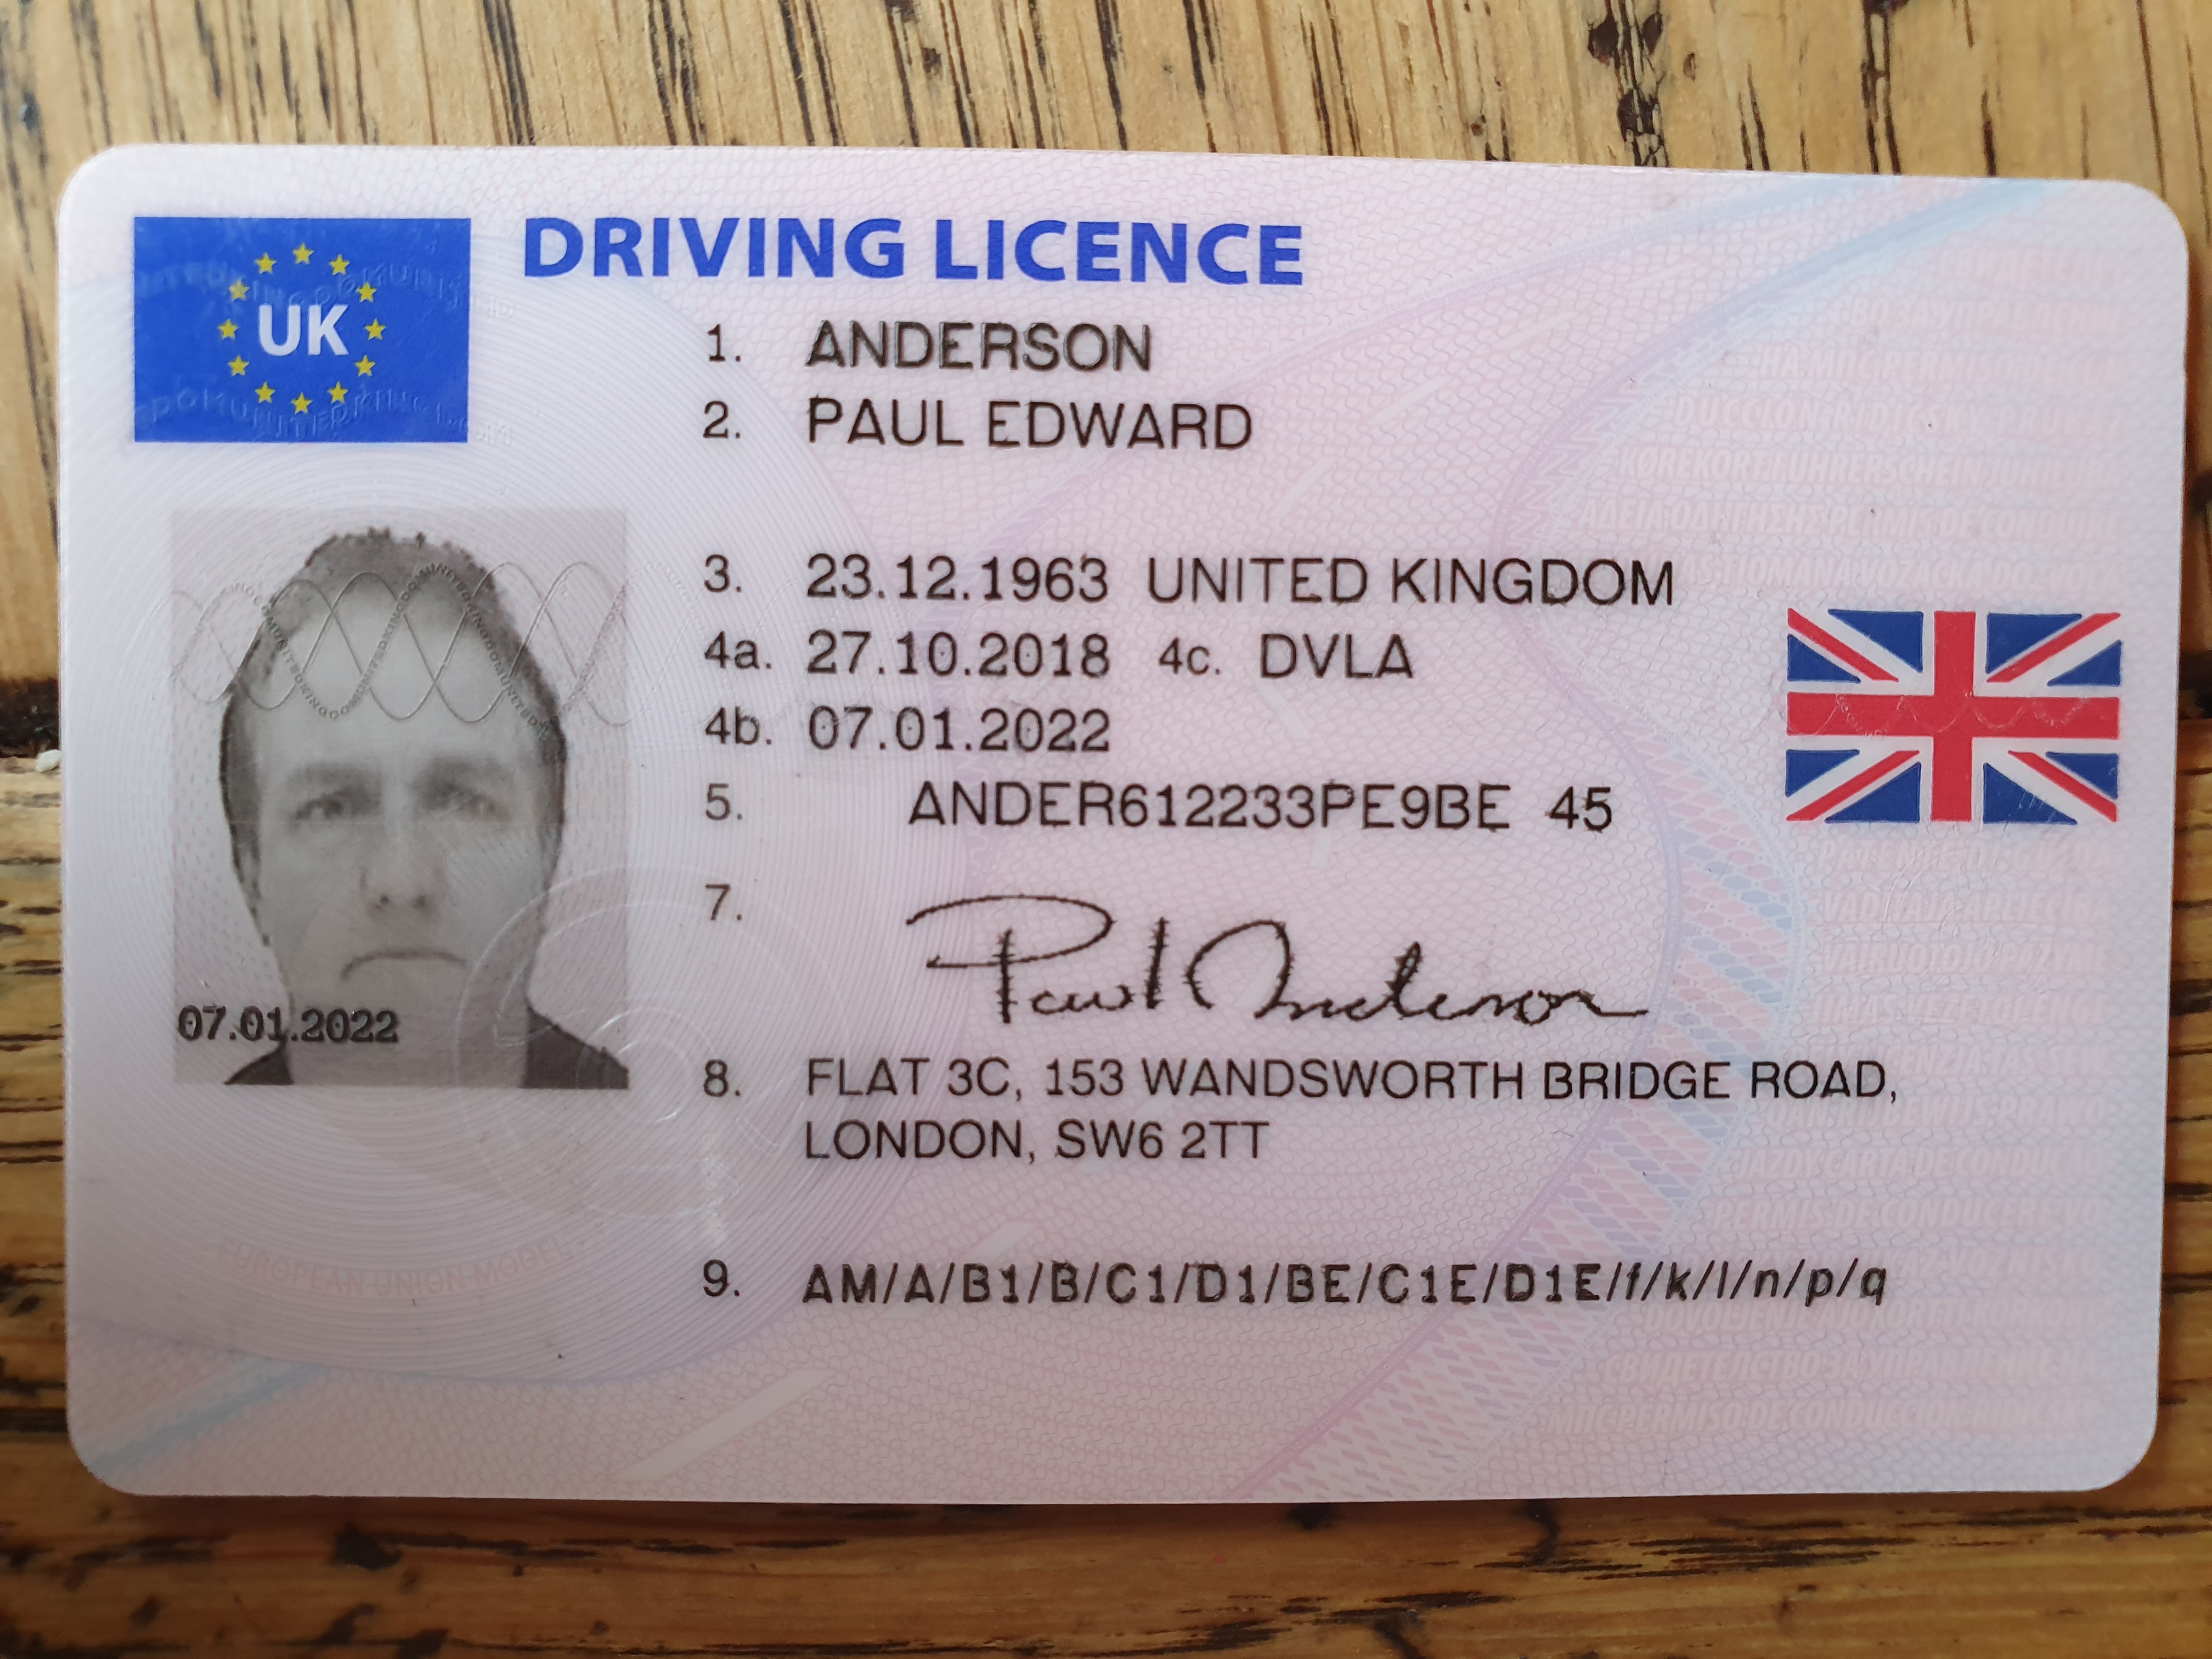 UK
DRIVING LICENCE
1. ANDERSON
2. PAUL EDWARD
3. 23.12.1963 UNITED KINGDOM
4a. 27.10.2018 4c. DVLA
4b. 07.01.2022
5. ANDER612233PE9BE 45
7. Paul Anderson
8. FLAT 3C, 153 WANDSWORTH BRIDGE ROAD,
LONDON, SW6 2TT
9. AM/A/B1/B/C1/D1/BE/C1E/D1E/f/k/l/n/p/q
07.01.2022